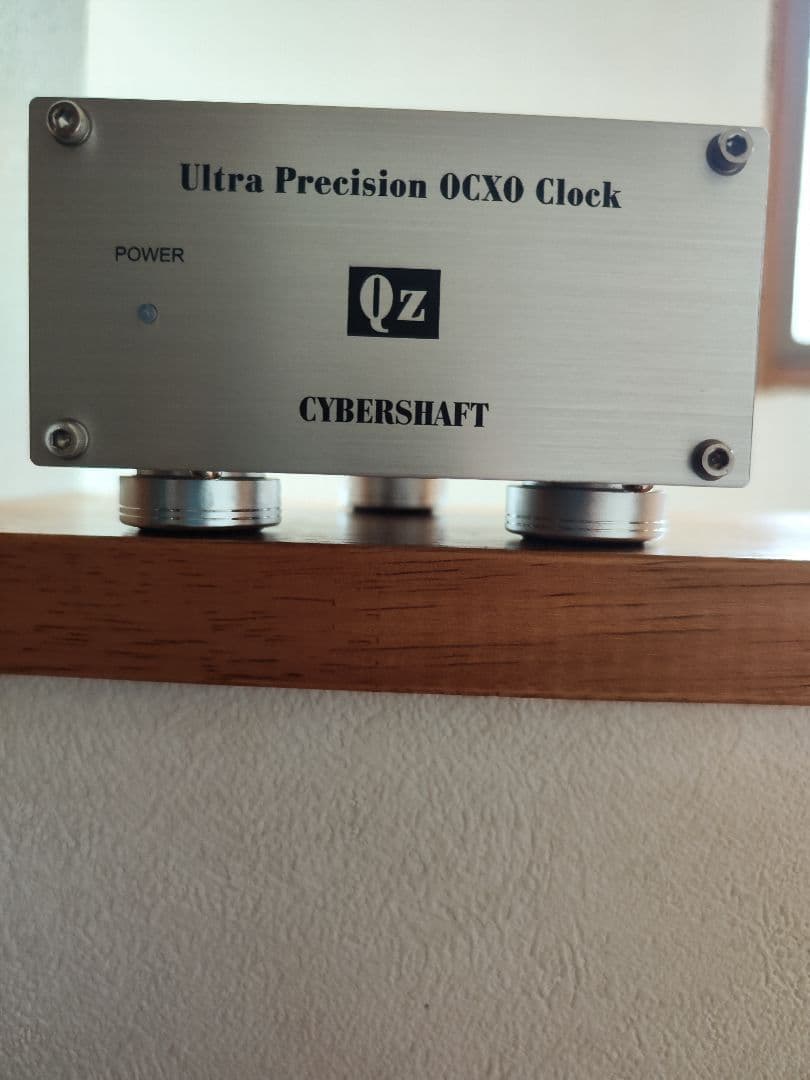 Ultra Precision OCXO Clock
POWER
Qz
CYBERSHAFT